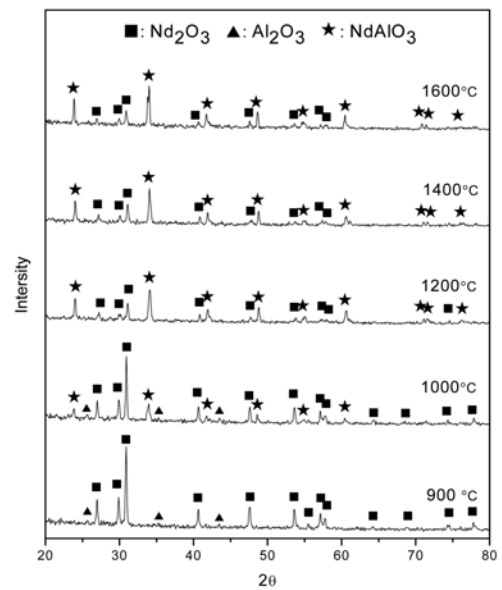 ■: Nd₂O₃ ▲: Al₂O₃ ★: NdAlO₃
1600°C
1400°C
1200°C
1000°C
900 °C
Intersity
20 30 40 50 60 70 80
2θ